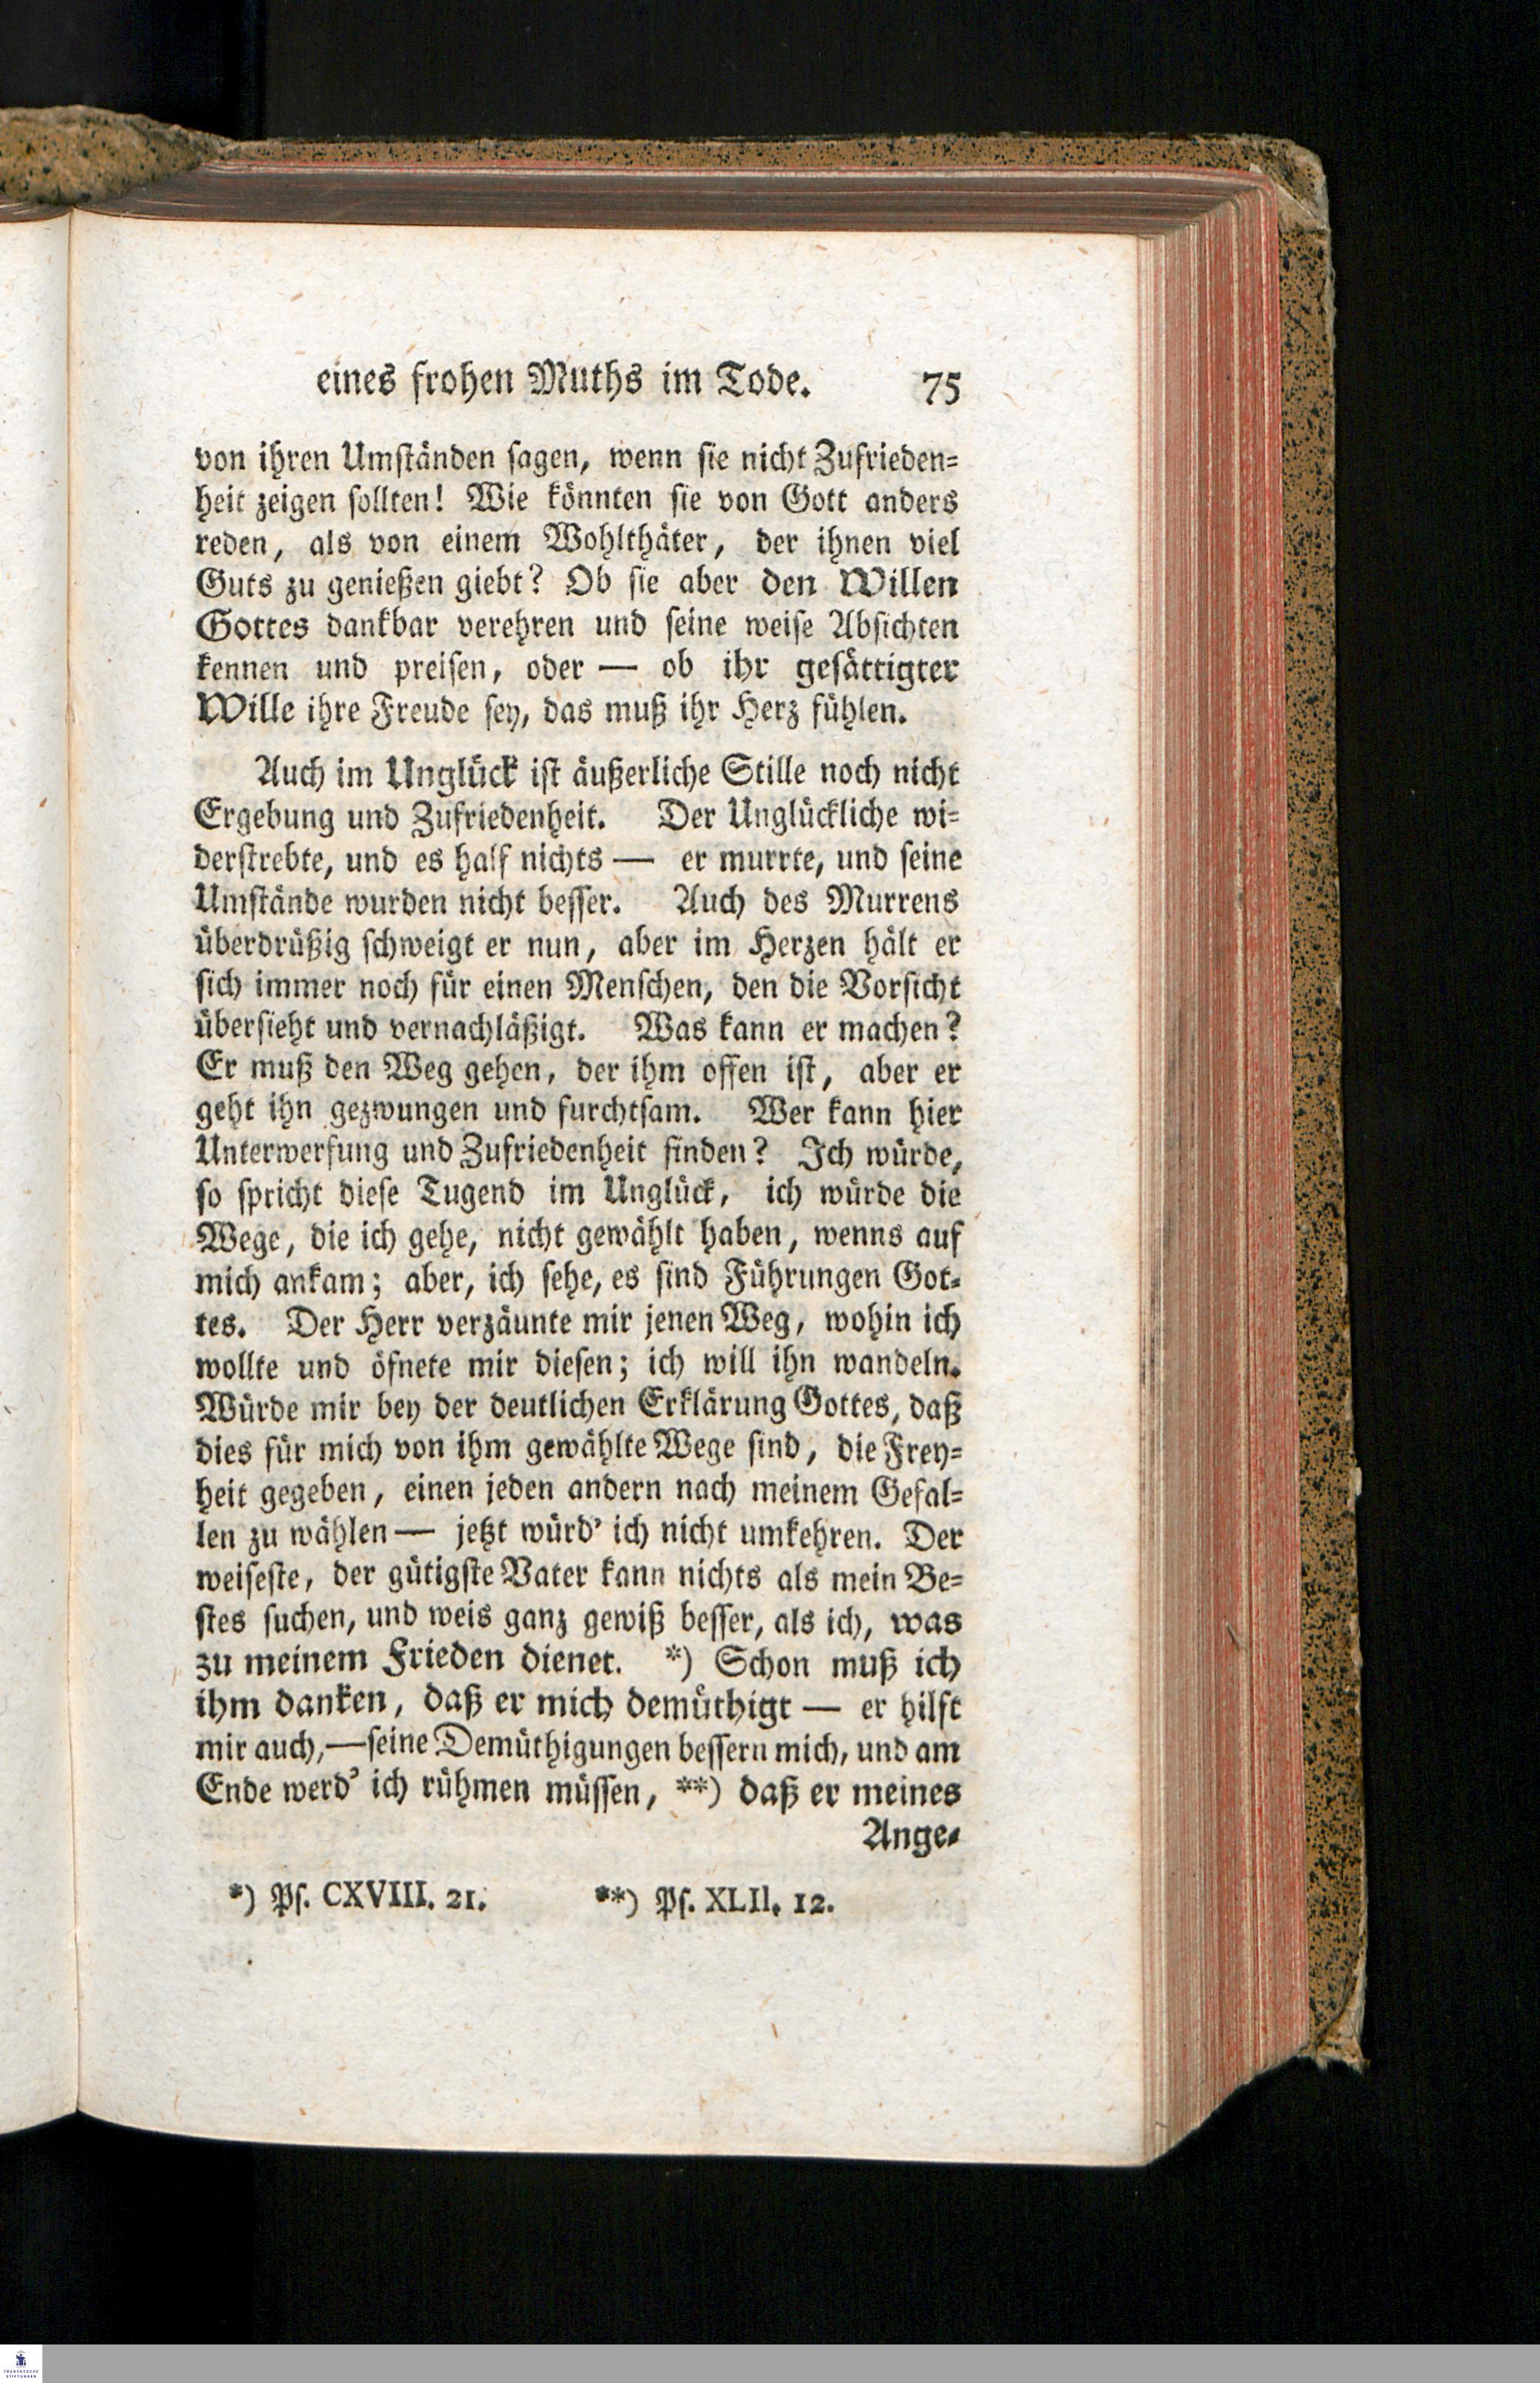 eines frohen Muths im Tode. 75
von ihren Umständen sagen, wenn sie nicht Zufrieden-
heit zeigen sollten! Wie könnten sie von Gott anders
reden, als von einem Wohlthäter, der ihnen viel
Guts zu genießen giebt? Ob sie aber den Willen
Gottes dankbar verehren und seine weise Absichten
kennen und preisen, oder — ob ihr gesättigter
Wille ihre Freude sey, das muß ihr Herz fühlen.
Auch im Unglück ist äußerliche Stille noch nicht
Ergebung und Zufriedenheit. Der Unglückliche wi-
derstrebte, und es half nichts — er murrte, und seine
Umstände wurden nicht besser. Auch des Murrens
überdrüßig schweigt er nun, aber im Herzen hält er
sich immer noch für einen Menschen, den die Vorsicht
übersieht und vernachläßigt. Was kann er machen?
Er muß den Weg gehen, der ihm offen ist, aber er
geht ihn gezwungen und furchtsam. Wer kann hier
Unterwerfung und Zufriedenheit finden? Ich würde,
so spricht diese Tugend im Unglück, ich würde die
Wege, die ich gehe, nicht gewählt haben, wenns auf
mich ankam; aber, ich sehe, es sind Führungen Got-
tes. Der Herr verzäunte mir jenen Weg, wohin ich
wollte und öfnete mir diesen; ich will ihn wandeln.
Würde mir bey der deutlichen Erklärung Gottes, daß
dies für mich von ihm gewählte Wege sind, die Frey-
heit gegeben, einen jeden andern nach meinem Gefal-
len zu wählen — jetzt würd' ich nicht umkehren. Der
weiseste, der gütigste Vater kann nichts als mein Be-
stes suchen, und weis ganz gewiß besser, als ich, was
zu meinem Frieden dienet. *) Schon muß ich
ihm danken, daß er mich demüthigt — er hilft
mir auch, — seine Demüthigungen bessern mich, und am
Ende werd' ich rühmen müssen, **) daß er meines
Ange-
*) Ps. CXVIII. 21. **) Ps. XLII. 12.
FRANCKESCHE
STIFTUNGEN